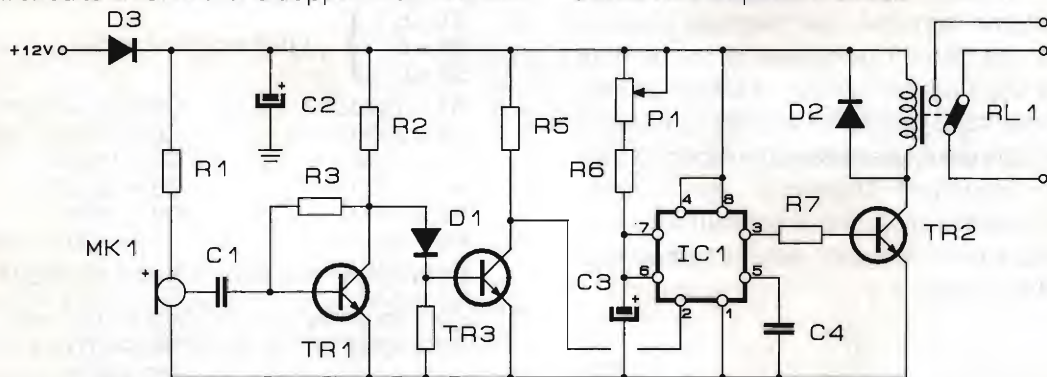 D3
+12V
+
C2
R2
R5
P1
D2
RL1
R1
R3
R6
4
8
R7
D1
7
3
TR2
MK1
+
C1
IC1
6
5
C3
+
2
1
C4
TR1
TR3